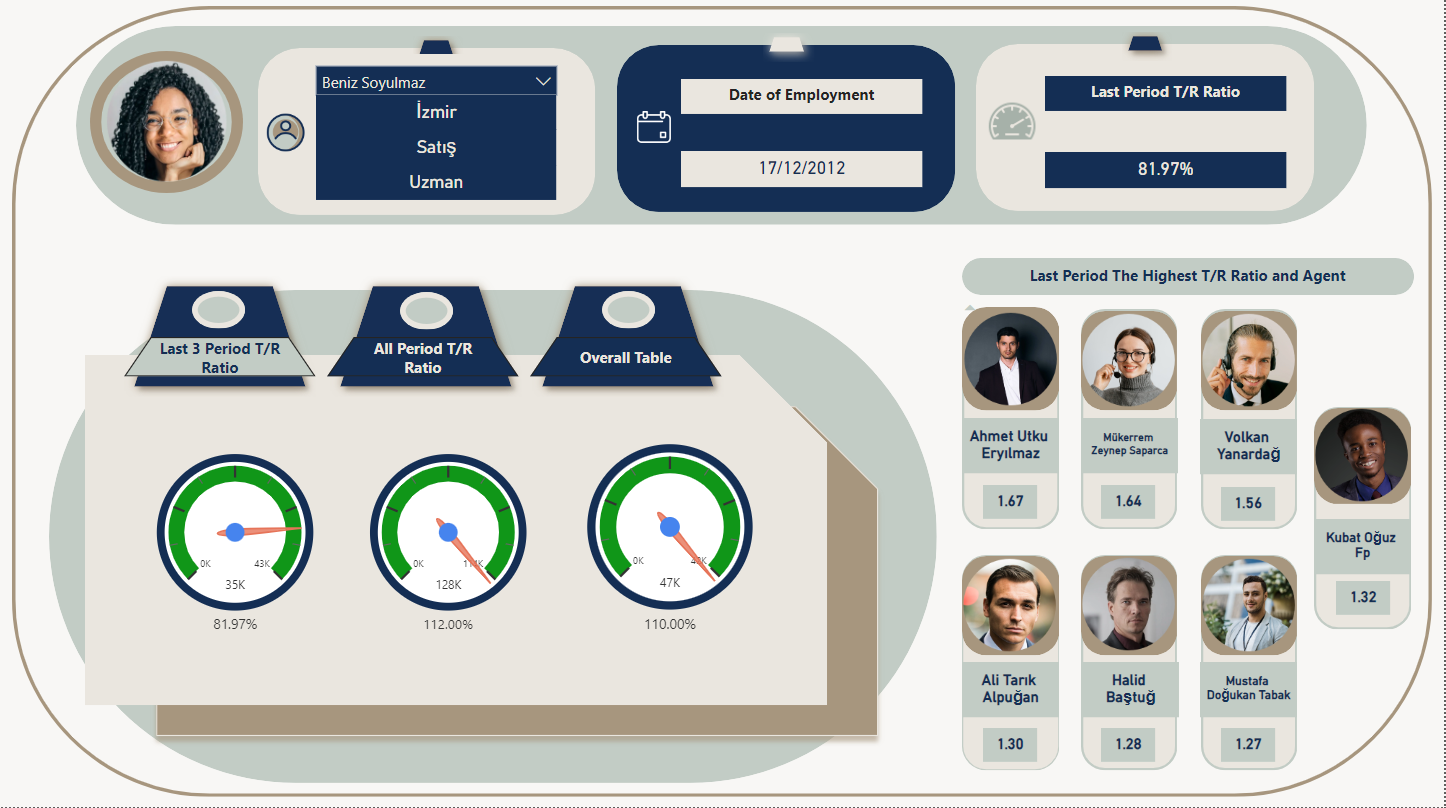 Beniz Soyulmaz
İzmir
Satış
Uzman
Date of Employment
17/12/2012
Last Period T/R Ratio
81.97%
Last 3 Period T/R
Ratio
All Period T/R
Ratio
Overall Table
0K
43K
35K
81.97%
0K
128K
112.00%
0K
47K
110.00%
Last Period The Highest T/R Ratio and Agent
Ahmet Utku
Eryılmaz
1.67
Mükerrem
Zeynep Saparca
1.64
Volkan
Yanardağ
1.56
Kubat Oğuz
Fp
1.32
Ali Tarık
Alpuğan
1.30
Halid
Baştuğ
1.28
Mustafa
Doğukan Tabak
1.27